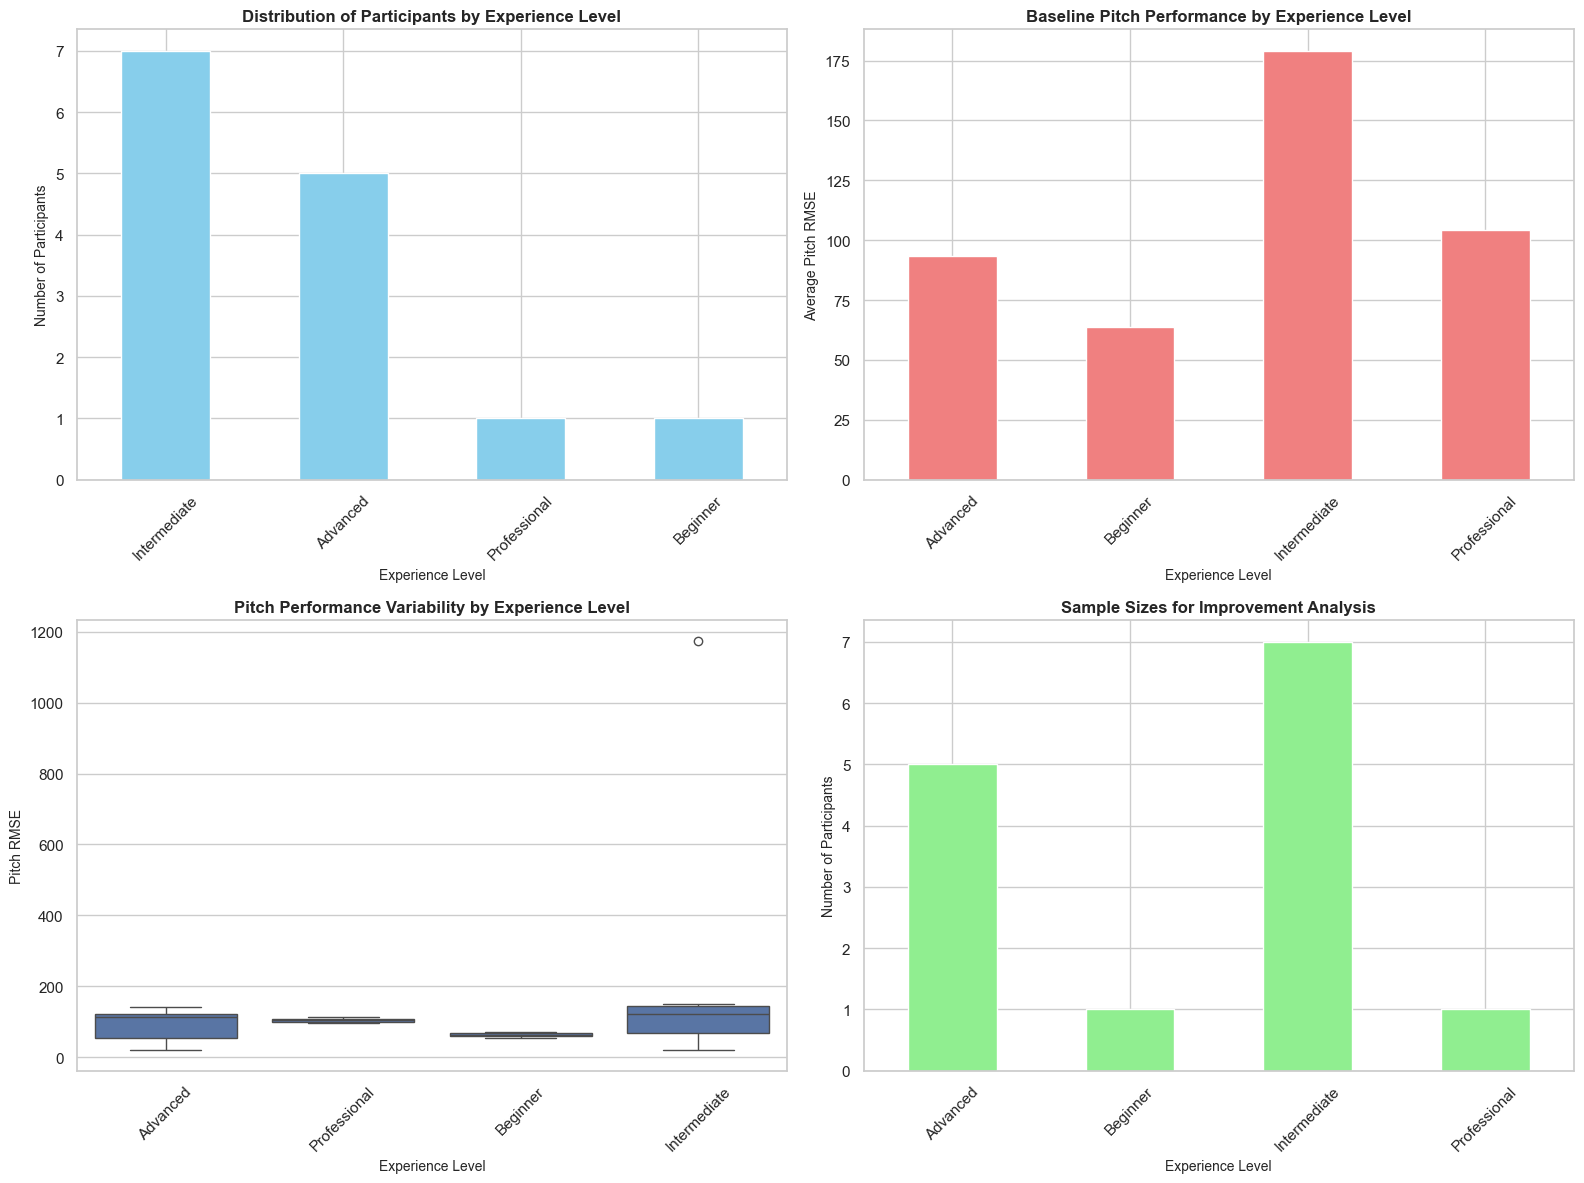 Distribution of Participants by Experience Level
Number of Participants
7
6
5
4
3
2
1
0
Intermediate
Advanced
Professional
Beginner
Experience Level
Baseline Pitch Performance by Experience Level
Average Pitch RMSE
175
150
125
100
75
50
25
0
Advanced
Beginner
Intermediate
Professional
Experience Level
Pitch Performance Variability by Experience Level
Pitch RMSE
1200
1000
800
600
400
200
0
Advanced
Professional
Beginner
Intermediate
Experience Level
Sample Sizes for Improvement Analysis
Number of Participants
7
6
5
4
3
2
1
0
Advanced
Beginner
Intermediate
Professional
Experience Level